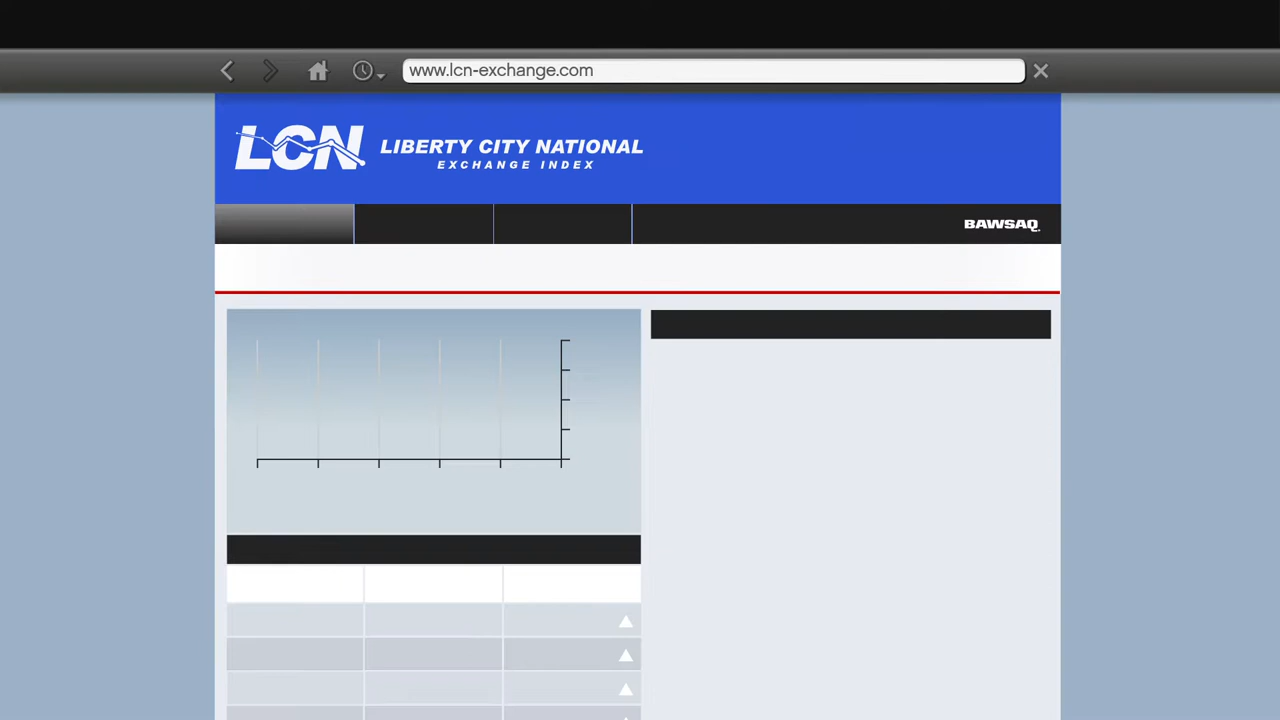 www.lcn-exchange.com
LCN
LIBERTY CITY NATIONAL
EXCHANGE INDEX
BAWSAQ